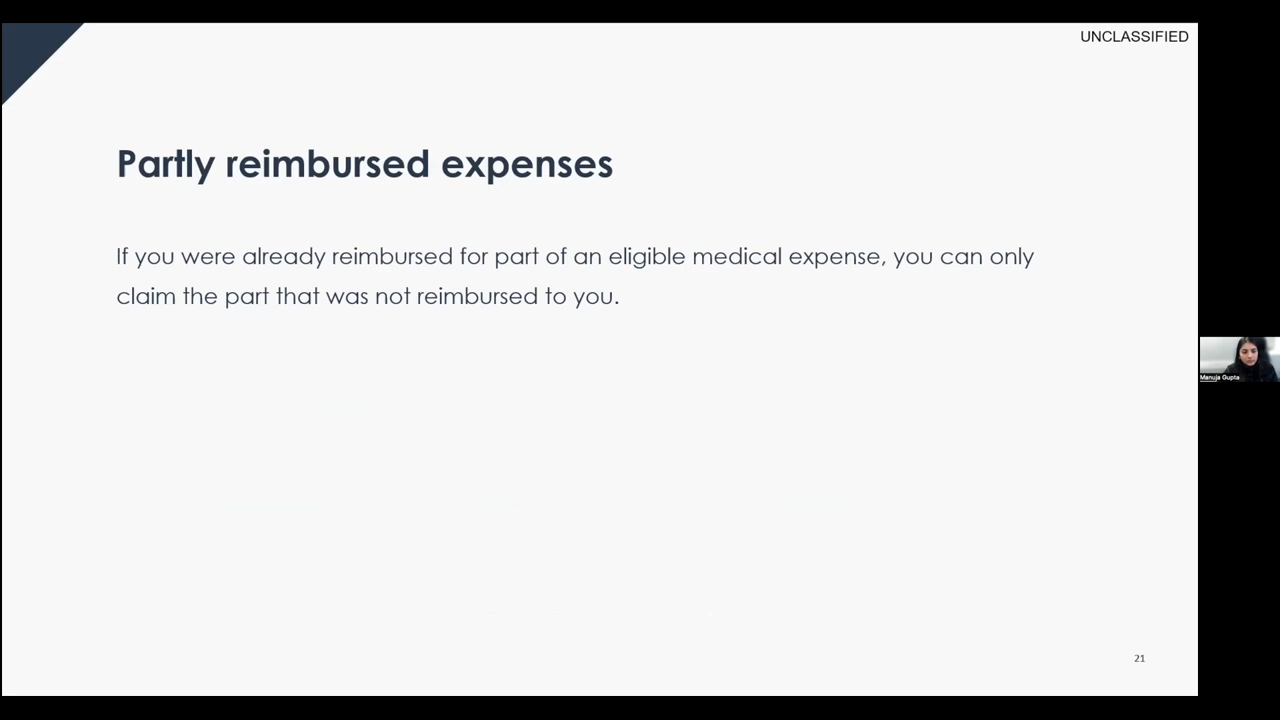 UNCLASSIFIED
Partly reimbursed expenses
If you were already reimbursed for part of an eligible medical expense, you can only
claim the part that was not reimbursed to you.
Manuja Gupta
21